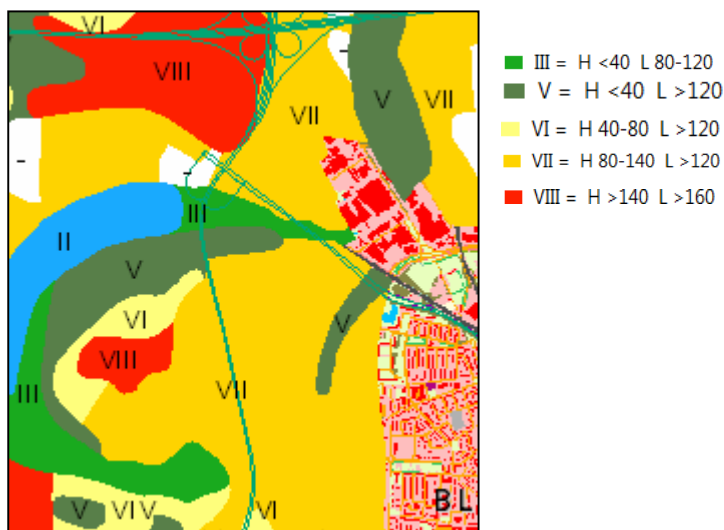 VI
VIII
-
V
VII
VII
-
-
III
II
V
VI
V
VIII
VII
III
V
VI V
VI
BL
III = H <40 L 80-120
V = H <40 L >120
VI = H 40-80 L >120
VII = H 80-140 L >120
VIII = H >140 L >160